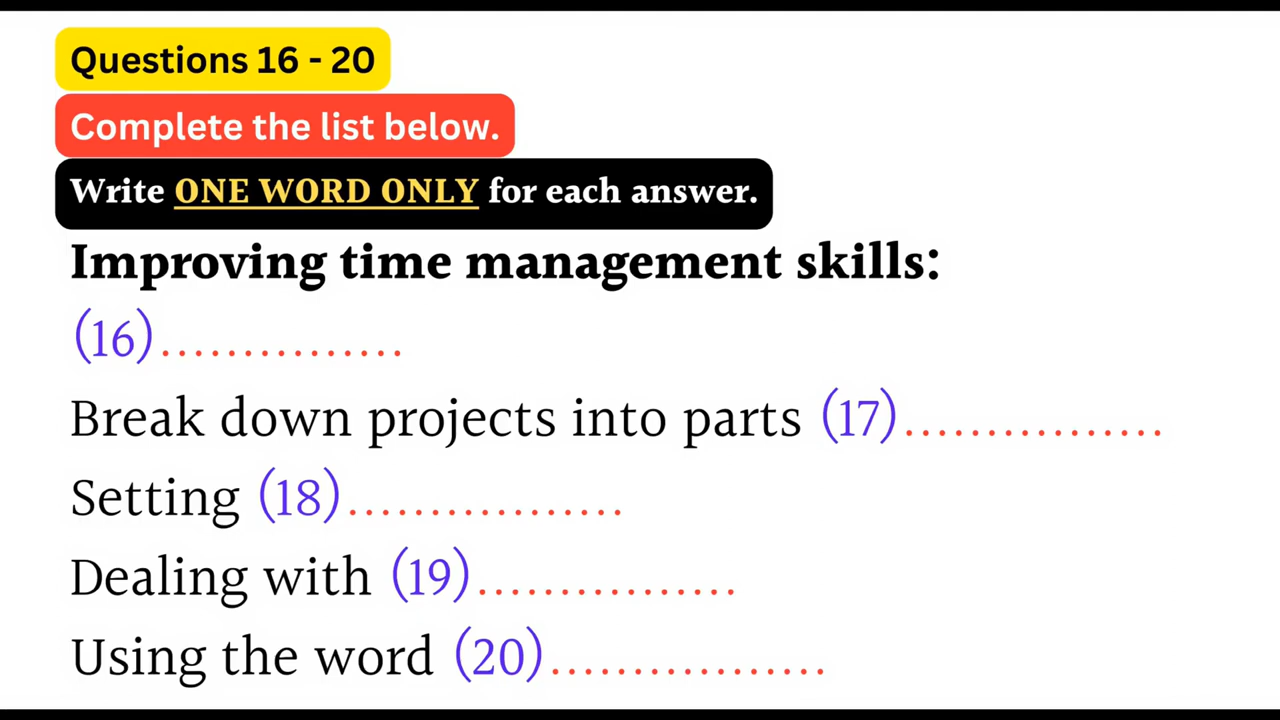 Questions 16 - 20
Complete the list below.
Write ONE WORD ONLY for each answer.
Improving time management skills:
(16)...............
Break down projects into parts (17)................
Setting (18).................
Dealing with (19)................
Using the word (20).................